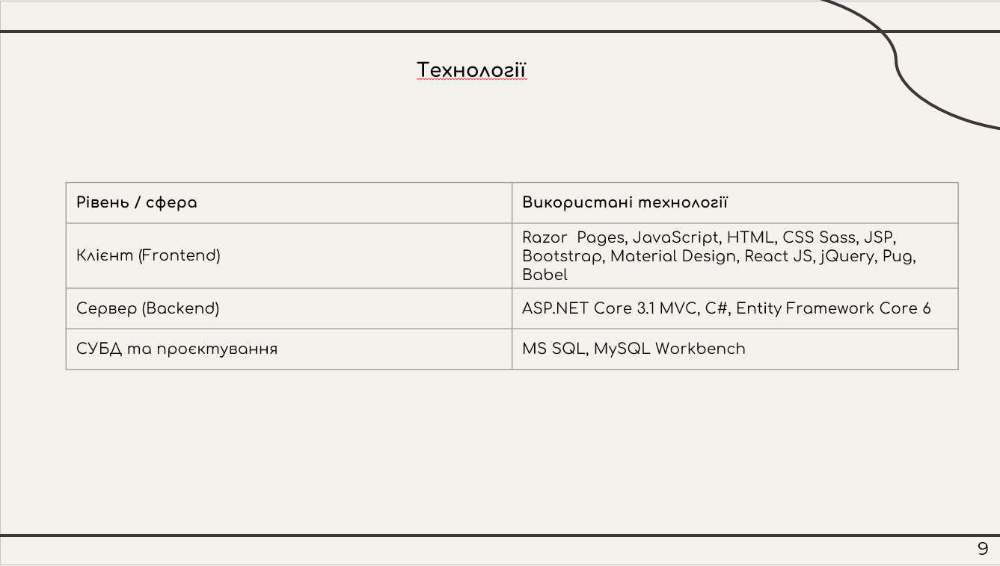 Технології
Рівень / сфера
Використані технології
Клієнт (Frontend)
Razor  Pages, JavaScript, HTML, CSS Sass, JSP,
Bootstrap, Material Design, React JS, jQuery, Pug,
Babel
Сервер (Backend)
ASP.NET Core 3.1 MVC, C#, Entity Framework Core 6
СУБД та проєктування
MS SQL, MySQL Workbench
9